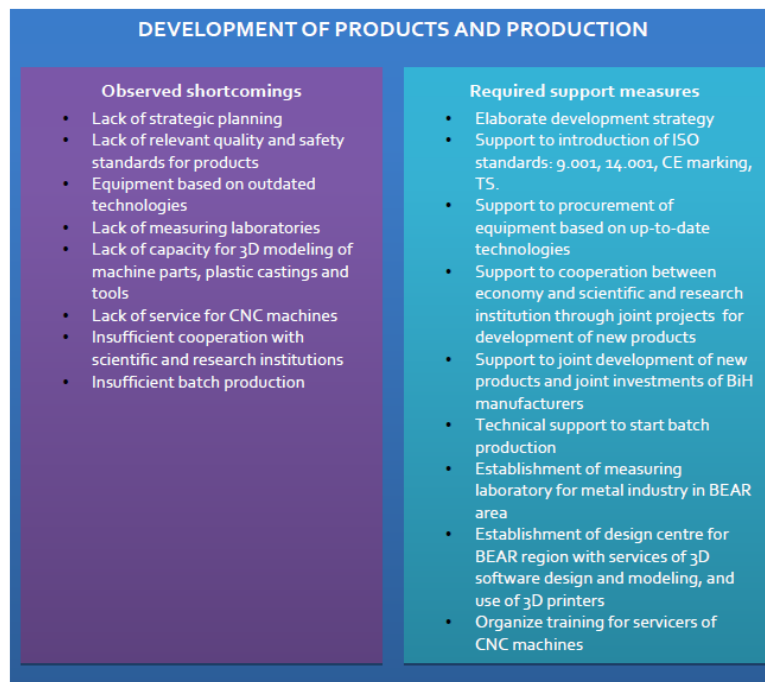 DEVELOPMENT OF PRODUCTS AND PRODUCTION
Observed shortcomings
• Lack of strategic planning
• Lack of relevant quality and safety
standards for products
• Equipment based on outdated
technologies
• Lack of measuring laboratories
• Lack of capacity for 3D modeling of
machine parts, plastic castings and
tools
• Lack of service for CNC machines
• Insufficient cooperation with
scientific and research institutions
• Insufficient batch production
Required support measures
• Elaborate development strategy
• Support to introduction of ISO
standards: 9.001, 14.001, CE marking,
TS.
• Support to procurement of
equipment based on up-to-date
technologies
• Support to cooperation between
economy and scientific and research
institution through joint projects for
development of new products
• Support to joint development of new
products and joint investments of BiH
manufacturers
• Technical support to start batch
production
• Establishment of measuring
laboratory for metal industry in BEAR
area
• Establishment of design centre for
BEAR region with services of 3D
software design and modeling, and
use of 3D printers
• Organize training for servicers of
CNC machines